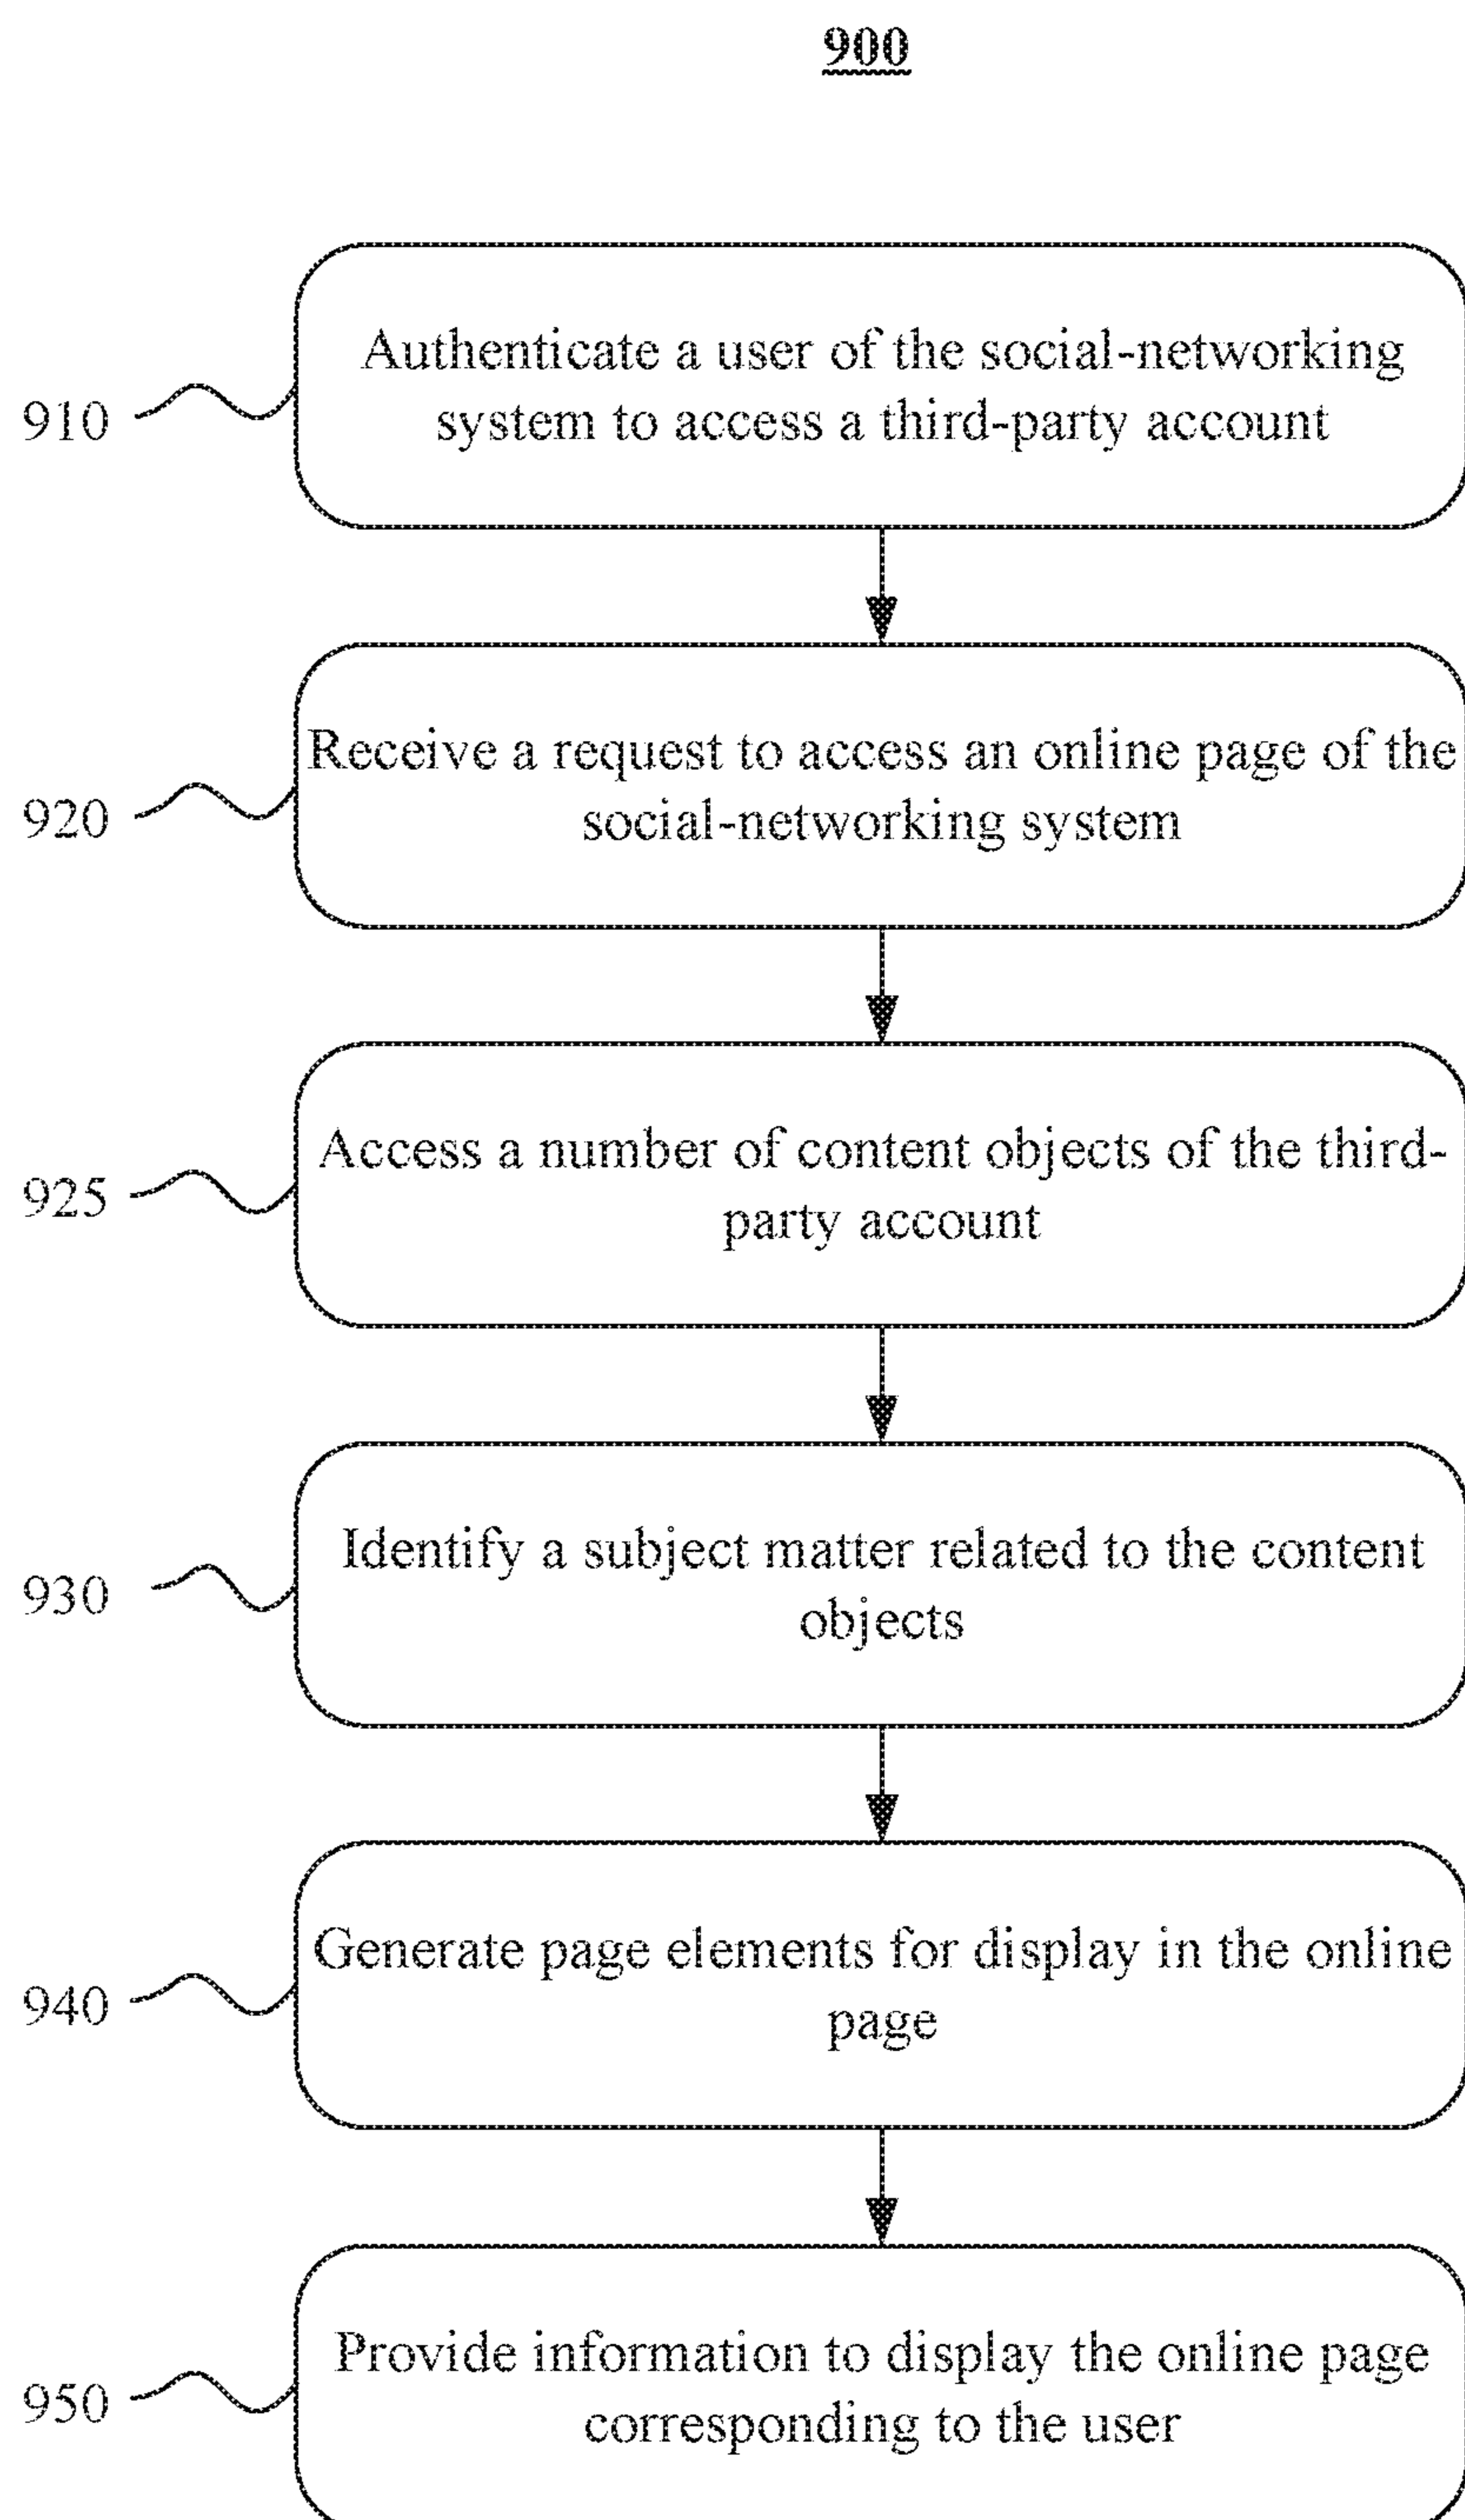 900
Authenticate a user of the social-networking
system to access a third-party account
910
Receive a request to access an online page of the
social-networking system
920
Access a number of content objects of the third-
party account
925
Identify a subject matter related to the content
objects
930
Generate page elements for display in the online
page
940
Provide information to display the online page
corresponding to the user
950